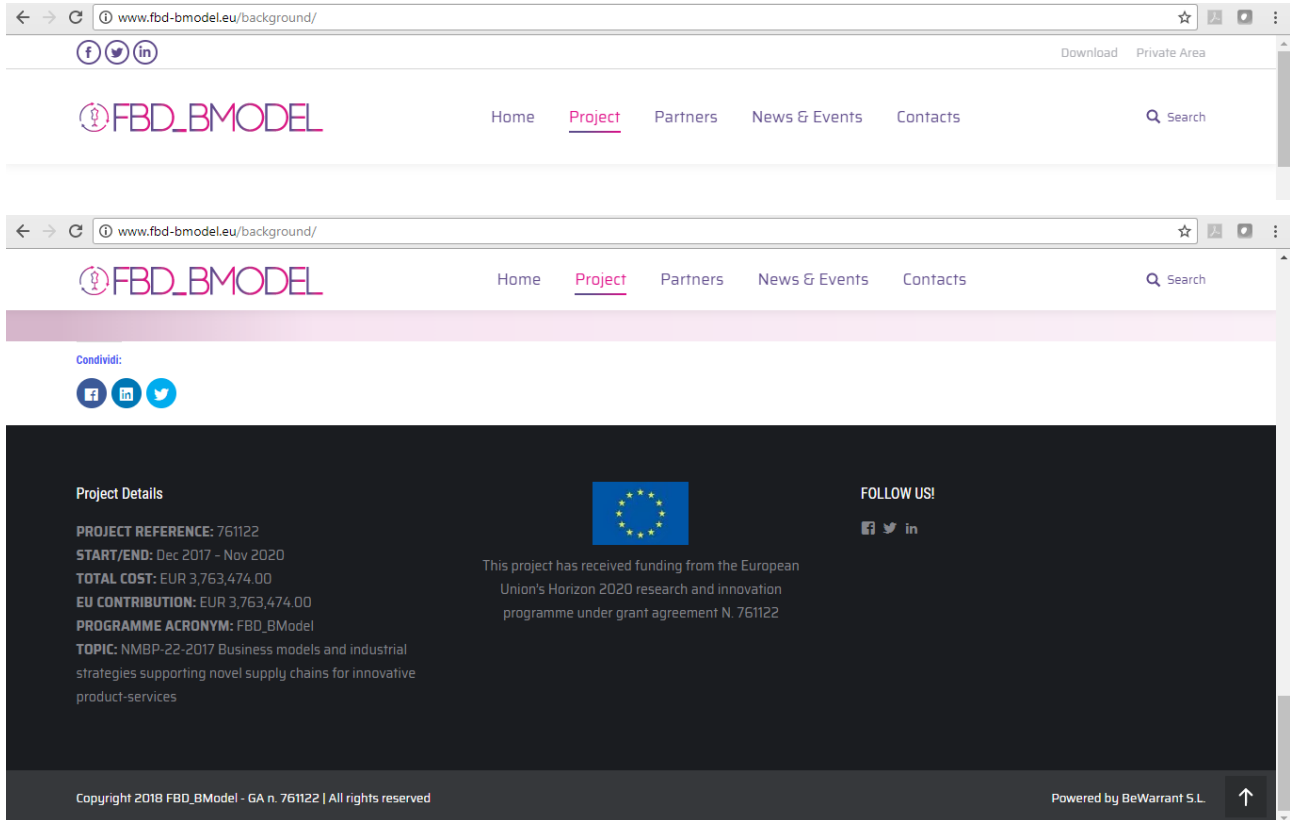 www.fbd-bmodel.eu/background/
Download Private Area
FBD_BMODEL
Home Project Partners News & Events Contacts
Search
www.fbd-bmodel.eu/background/
FBD_BMODEL
Home Project Partners News & Events Contacts
Search
Condividi:
Project Details
PROJECT REFERENCE: 761122
START/END: Dec 2017 – Nov 2020
TOTAL COST: EUR 3,763,474.00
EU CONTRIBUTION: EUR 3,763,474.00
PROGRAMME ACRONYM: FBD_BModel
TOPIC: NMBP-22-2017 Business models and industrial
strategies supporting novel supply chains for innovative
product-services
This project has received funding from the European
Union's Horizon 2020 research and innovation
programme under grant agreement N. 761122
FOLLOW US!
Copyright 2018 FBD_BModel - GA n. 761122 | All rights reserved
Powered by BeWarrant S.L.